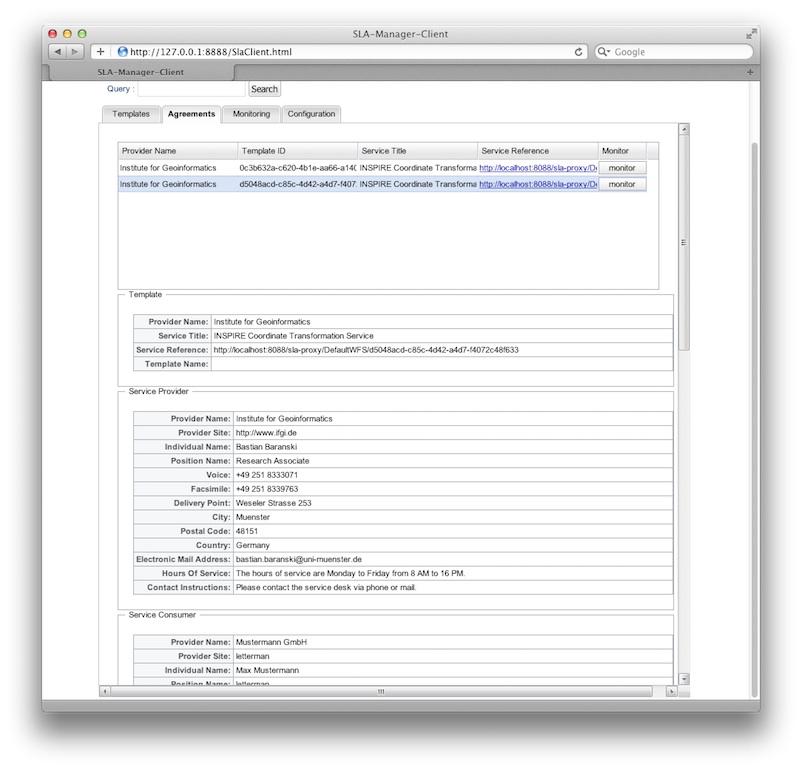 SLA-Manager-Client
http://127.0.0.1:8888/SlaClient.html
Google
SLA-Manager-Client
Query :
Search
Templates Agreements Monitoring Configuration
Provider Name Template ID Service Title Service Reference Monitor
Institute for Geoinformatics 0c3b632a-c620-4b1e-aa66-a140 INSPIRE Coordinate Transforma http://localhost:8088/sla-proxy/De monitor
Institute for Geoinformatics d5048acd-c85c-4d42-a4d7-f407: INSPIRE Coordinate Transforma http://localhost:8088/sla-proxy/De monitor
Template
Provider Name: Institute for Geoinformatics
Service Title: INSPIRE Coordinate Transformation Service
Service Reference: http://localhost:8088/sla-proxy/DefaultWFS/d5048acd-c85c-4d42-a4d7-f4072c48f633
Template Name:
Service Provider
Provider Name: Institute for Geoinformatics
Provider Site: http://www.ifgi.de
Individual Name: Bastian Baranski
Position Name: Research Associate
Voice: +49 251 8333071
Facsimile: +49 251 8339763
Delivery Point: Weseler Strasse 253
City: Muenster
Postal Code: 48151
Country: Germany
Electronic Mail Address: bastian.baranski@uni-muenster.de
Hours Of Service: The hours of service are Monday to Friday from 8 AM to 16 PM.
Contact Instructions: Please contact the service desk via phone or mail.
Service Consumer
Provider Name: Mustermann GmbH
Provider Site: letterman
Individual Name: Max Mustermann
Position Name: letterman